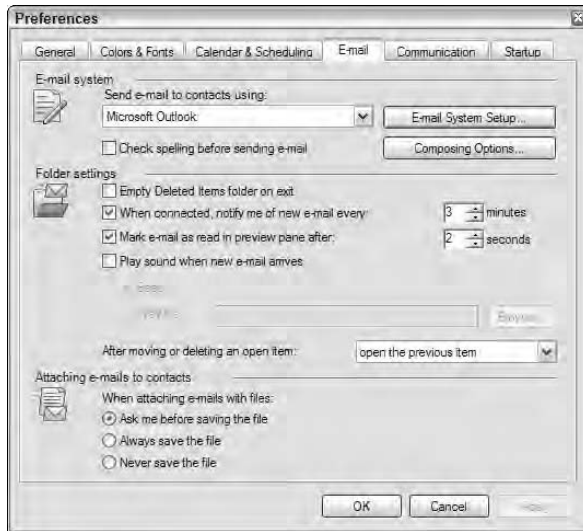 Preferences
General Colors & Fonts Calendar & Scheduling E-mail Communication Startup
E-mail system
Send e-mail to contacts using:
Microsoft Outlook E-mail System Setup...
Check spelling before sending e-mail Composing Options...
Folder settings
Empty Deleted Items folder on exit
When connected, notify me of new e-mail every: 3 minutes
Mark e-mail as read in preview pane after: 2 seconds
Play sound when new e-mail arrives
Browse...
After moving or deleting an open item: open the previous item
Attaching e-mails to contacts
When attaching e-mails with files:
Ask me before saving the file
Always save the file
Never save the file
OK Cancel